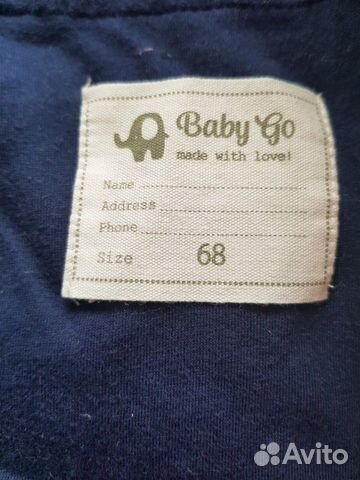 Baby Go
made with love!
Name
Address
Phone
Size 68
Avito